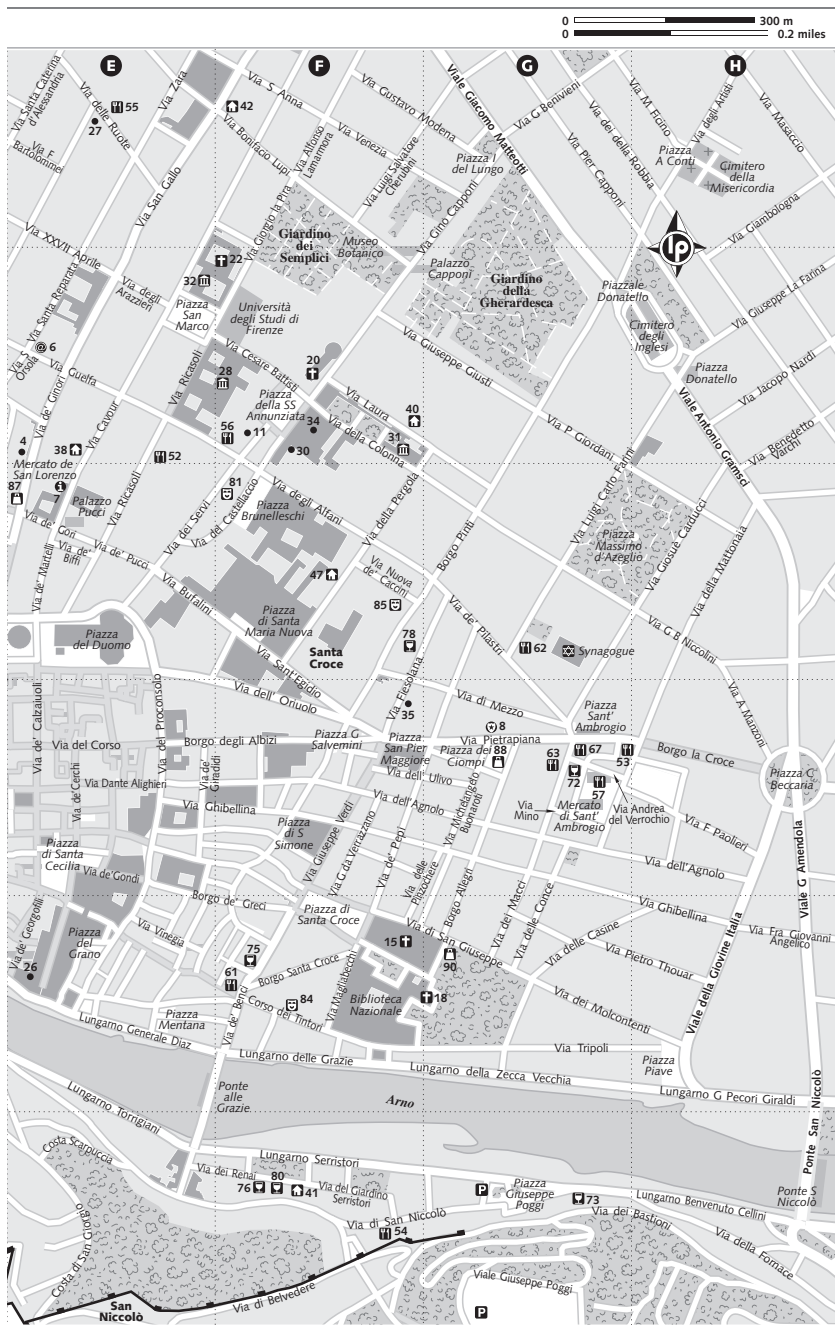 0 300 m
0 0.2 miles
E
F
G
H
Via Santa Caterina
d'Alessandria
Via delle Ruote
55
27
Via Zara
42
Via S Anna
Via Gustavo Modena
Viale Giacomo Matteotti
Via G Benivieni
Via dei della Robbia
Via M Ficino
Via degli Artisti
Via Masaccio
Via F
Bartolommei
Via San Gallo
Via Bonifacio Lupi
Via Alfonso
Lamarmora
Via Venezia
Via Luigi Salvatore
Cherubini
Piazza I
del Lungo
Via Pier Capponi
Piazza
A Conti
Cimitero
della
Misericordia
Via XXVII Aprile
Via Giorgio la Pira
Giardino
dei
Semplici
Museo
Botanico
Via Gino Capponi
Palazzo
Capponi
Giardino
della
Gherardesca
lp
Via Giambologna
22
32
Via Santa Reparata
Via degli
Arazzieri
Piazza
San
Marco
Università
degli Studi di
Firenze
Piazzale
Donatello
Cimitero
degli
Inglesi
Via Giuseppe La Farina
@ 6
Via S
Orsola
Via Guelfa
Via de' Ginori
Via Ricasoli
28
Via Cesare Battisti
20
Via Giuseppe Giusti
Piazza
Donatello
Via Jacopo Nardi
Via Cavour
Piazza
della SS
Annunziata
Via Laura
40
34
Via della Colonna
31
Viale Antonio Gramsci
Via P Giordani
Via Benedetto
Varchi
4
38
56
11
30
52
Mercato de
San Lorenzo
87
7
Palazzo
Pucci
Via Ricasoli
81
Via degli Alfani
Via della Pergola
Via Luigi Carlo Farini
Via de' Gori
Via de'
Biffi
Via de' Pucci
Via dei Servi
Via del Castellaccio
Piazza
Brunelleschi
Borgo Pinti
Piazza
Massimo
d'Azeglio
Via Giosuè Carducci
Via della Mattonaia
Via de' Martelli
Via Bufalini
47
Via Nuova
de' Caccini
85
Piazza
di Santa
Maria Nuova
Via de' Pilastri
Via G B Niccolini
Piazza
del Duomo
Santa
Croce
78
62
Synagogue
Via Sant'Egidio
Via dell' Oriuolo
Via Fiesolana
35
Via di Mezzo
Piazza
Sant'
Ambrogio
Via A Manzoni
Via de' Calzaiuoli
Via del Corso
Via del Proconsolo
Borgo degli Albizi
Piazza G
Salvemini
Piazza
San Pier
Maggiore
8
Via Pietrapiana
Piazza dei
Ciompi
88
63
67
53
Borgo la Croce
Piazza C
Beccaria
Via de'Cerchi
Via Dante Alighieri
Via de'
Giraldi
Via dell' Ulivo
72
57
Via Ghibellina
Via dell'Agnolo
Via Michelangelo
Buonaroti
Via
Mino
Mercato
di Sant'
Ambrogio
Via Andrea
del Verrochio
Via F Paolieri
Piazza
di Santa
Cecilia
Piazza
di S
Simone
Via Giuseppe Verdi
Via G da Verrazzano
Via de' Pepi
Via delle
Pinzochere
Borgo Allegri
Via dei Macci
Via delle Conce
Via dell'Agnolo
Viale G Amendola
Via de'Gondi
Borgo de' Greci
Piazza di
Santa Croce
Via Ghibellina
Via de' Georgofili
Via Vinegia
Piazza
del
Grano
26
75
15
Via di San Giuseppe
90
Via delle Casine
Via Pietro Thouar
Via Fra Giovanni
Angelico
61
Borgo Santa Croce
Via Magliabecchi
Biblioteca
Nazionale
18
Via dei Molcontenti
Viale della Giovine Italia
Piazza
Mentana
Via de' Benci
84
Corso dei Tintori
Lungarno Generale Diaz
Lungarno delle Grazie
Lungarno della Zecca Vecchia
Via Tripoli
Piazza
Piave
Lungarno G Pecori Giraldi
Ponte
alle
Grazie
Arno
Lungarno Torrigiani
Ponte San Niccolò
Costa Scarpuccia
Lungarno Serristori
Via dei Renai
80
76
41
Via del Giardino
Serristori
P
Piazza
Giuseppe
Poggi
73
Lungarno Benvenuto Cellini
Ponte S
Niccolò
Costa di San Giorgio
Via di San Niccolò
54
Via dei Bastioni
Via della Fornace
Viale Giuseppe Poggi
San
Niccolò
Via di Belvedere
P